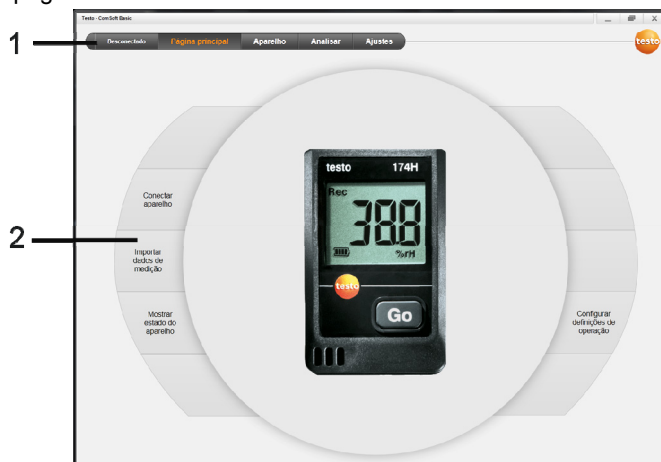 Testo - ComSoft Basic
1
Desconectado Página principal Aparelho Analisar Ajustes
testo
testo 174H
Rec
38.8
%rH
testo
Go
Conectar
aparelho
2
Importar
dados de
medição
Mostrar
estado do
aparelho
Configurar
definições de
operação